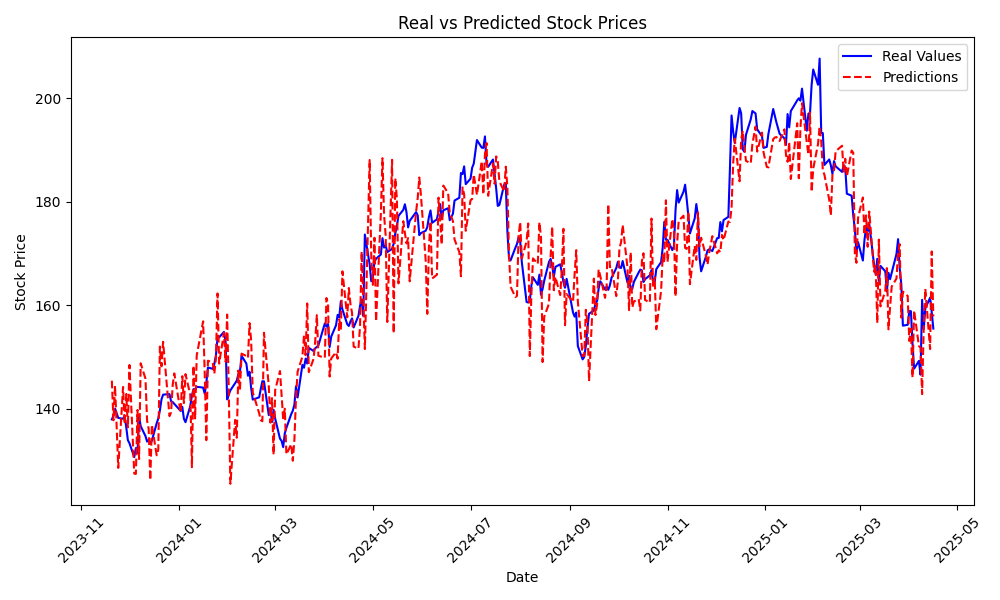 Real vs Predicted Stock Prices
Real Values
Predictions
Stock Price
200
180
160
140
2023-11
2024-01
2024-03
2024-05
2024-07
2024-09
2024-11
2025-01
2025-03
2025-05
Date